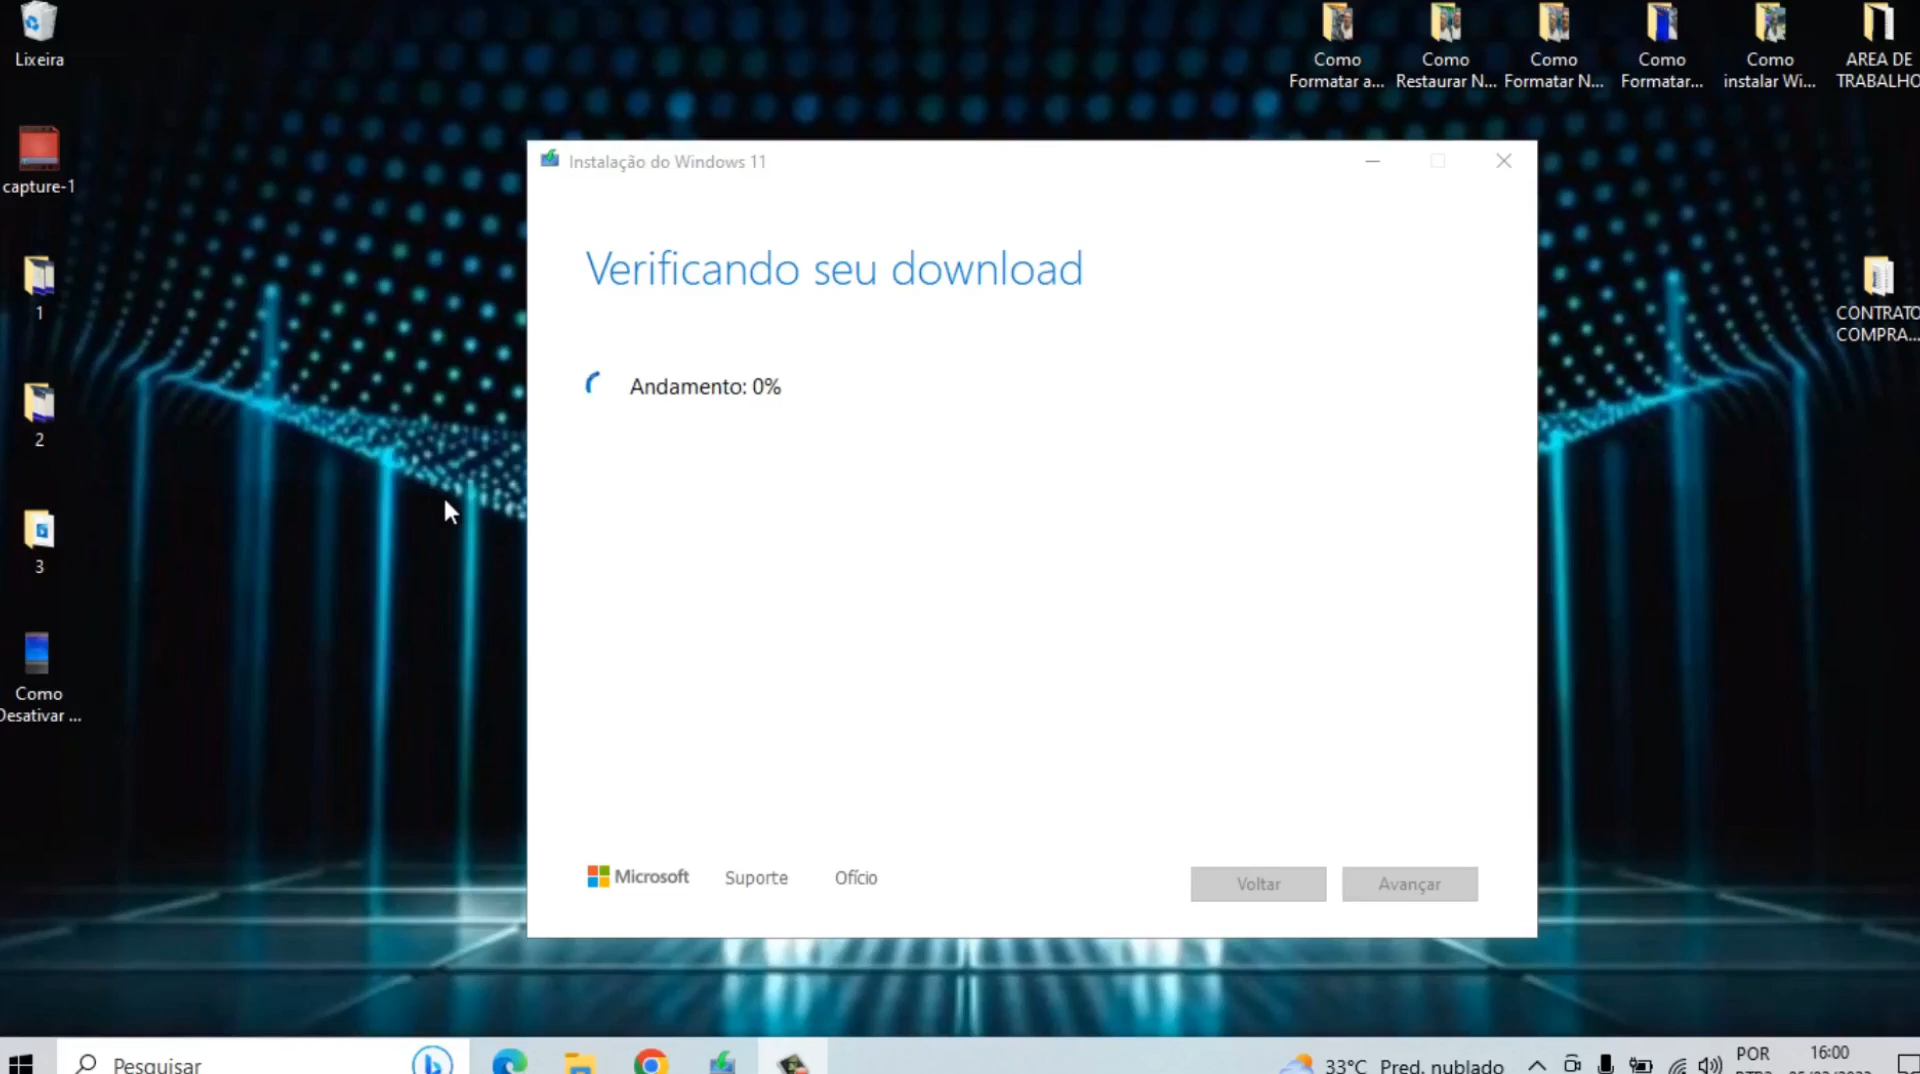 Lixeira
capture-1
1
2
3
Como
Desativar ...
Como
Formatar a...
Como
Restaurar N...
Como
Formatar N...
Como
Formatar...
Como
instalar Wi...
AREA DE
TRABALHO
CONTRATO
COMPRA...
Instalação do Windows 11
Verificando seu download
Andamento: 0%
Microsoft
Suporte
Ofício
Voltar
Avançar
Pesquisar
33°C Pred. nublado
POR
16:00